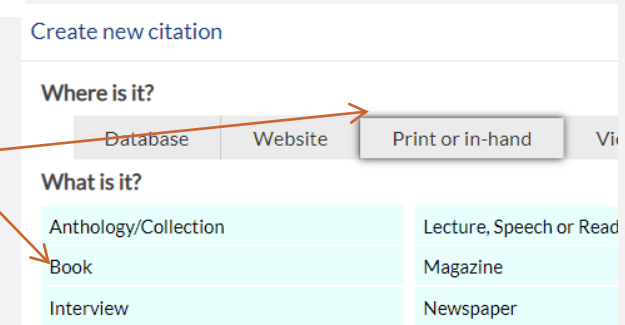 Create new citation
Where is it?
Database Website Print or in-hand
What is it?
Anthology/Collection Lecture, Speech or
Book Magazine
Interview Newspaper